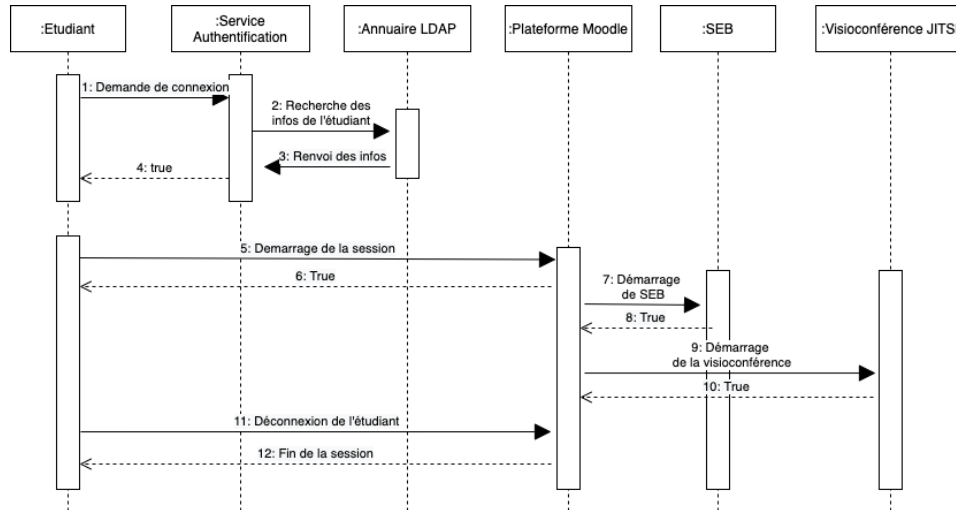 :Etudiant
:Service
Authentification
:Annuaire LDAP
:Plateforme Moodle
:SEB
:Visioconférence JITSI
1: Demande de connexion
2: Recherche des
infos de l'étudiant
3: Renvoi des infos
4: true
5: Demarrage de la session
6: True
7: Démarrage
de SEB
8: True
9: Démarrage
de la visioconférence
10: True
11: Déconnexion de l'étudiant
12: Fin de la session